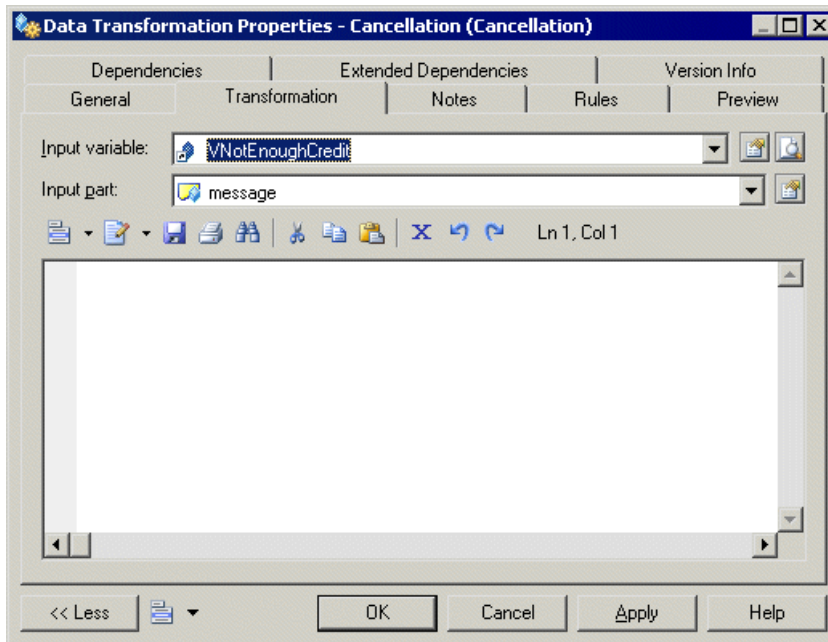 Data Transformation Properties - Cancellation (Cancellation)
Dependencies Extended Dependencies Version Info
General Transformation Notes Rules Preview
Input variable: VNotEnoughCredit
Input part: message
X Ln 1, Col 1
<< Less OK Cancel Apply Help